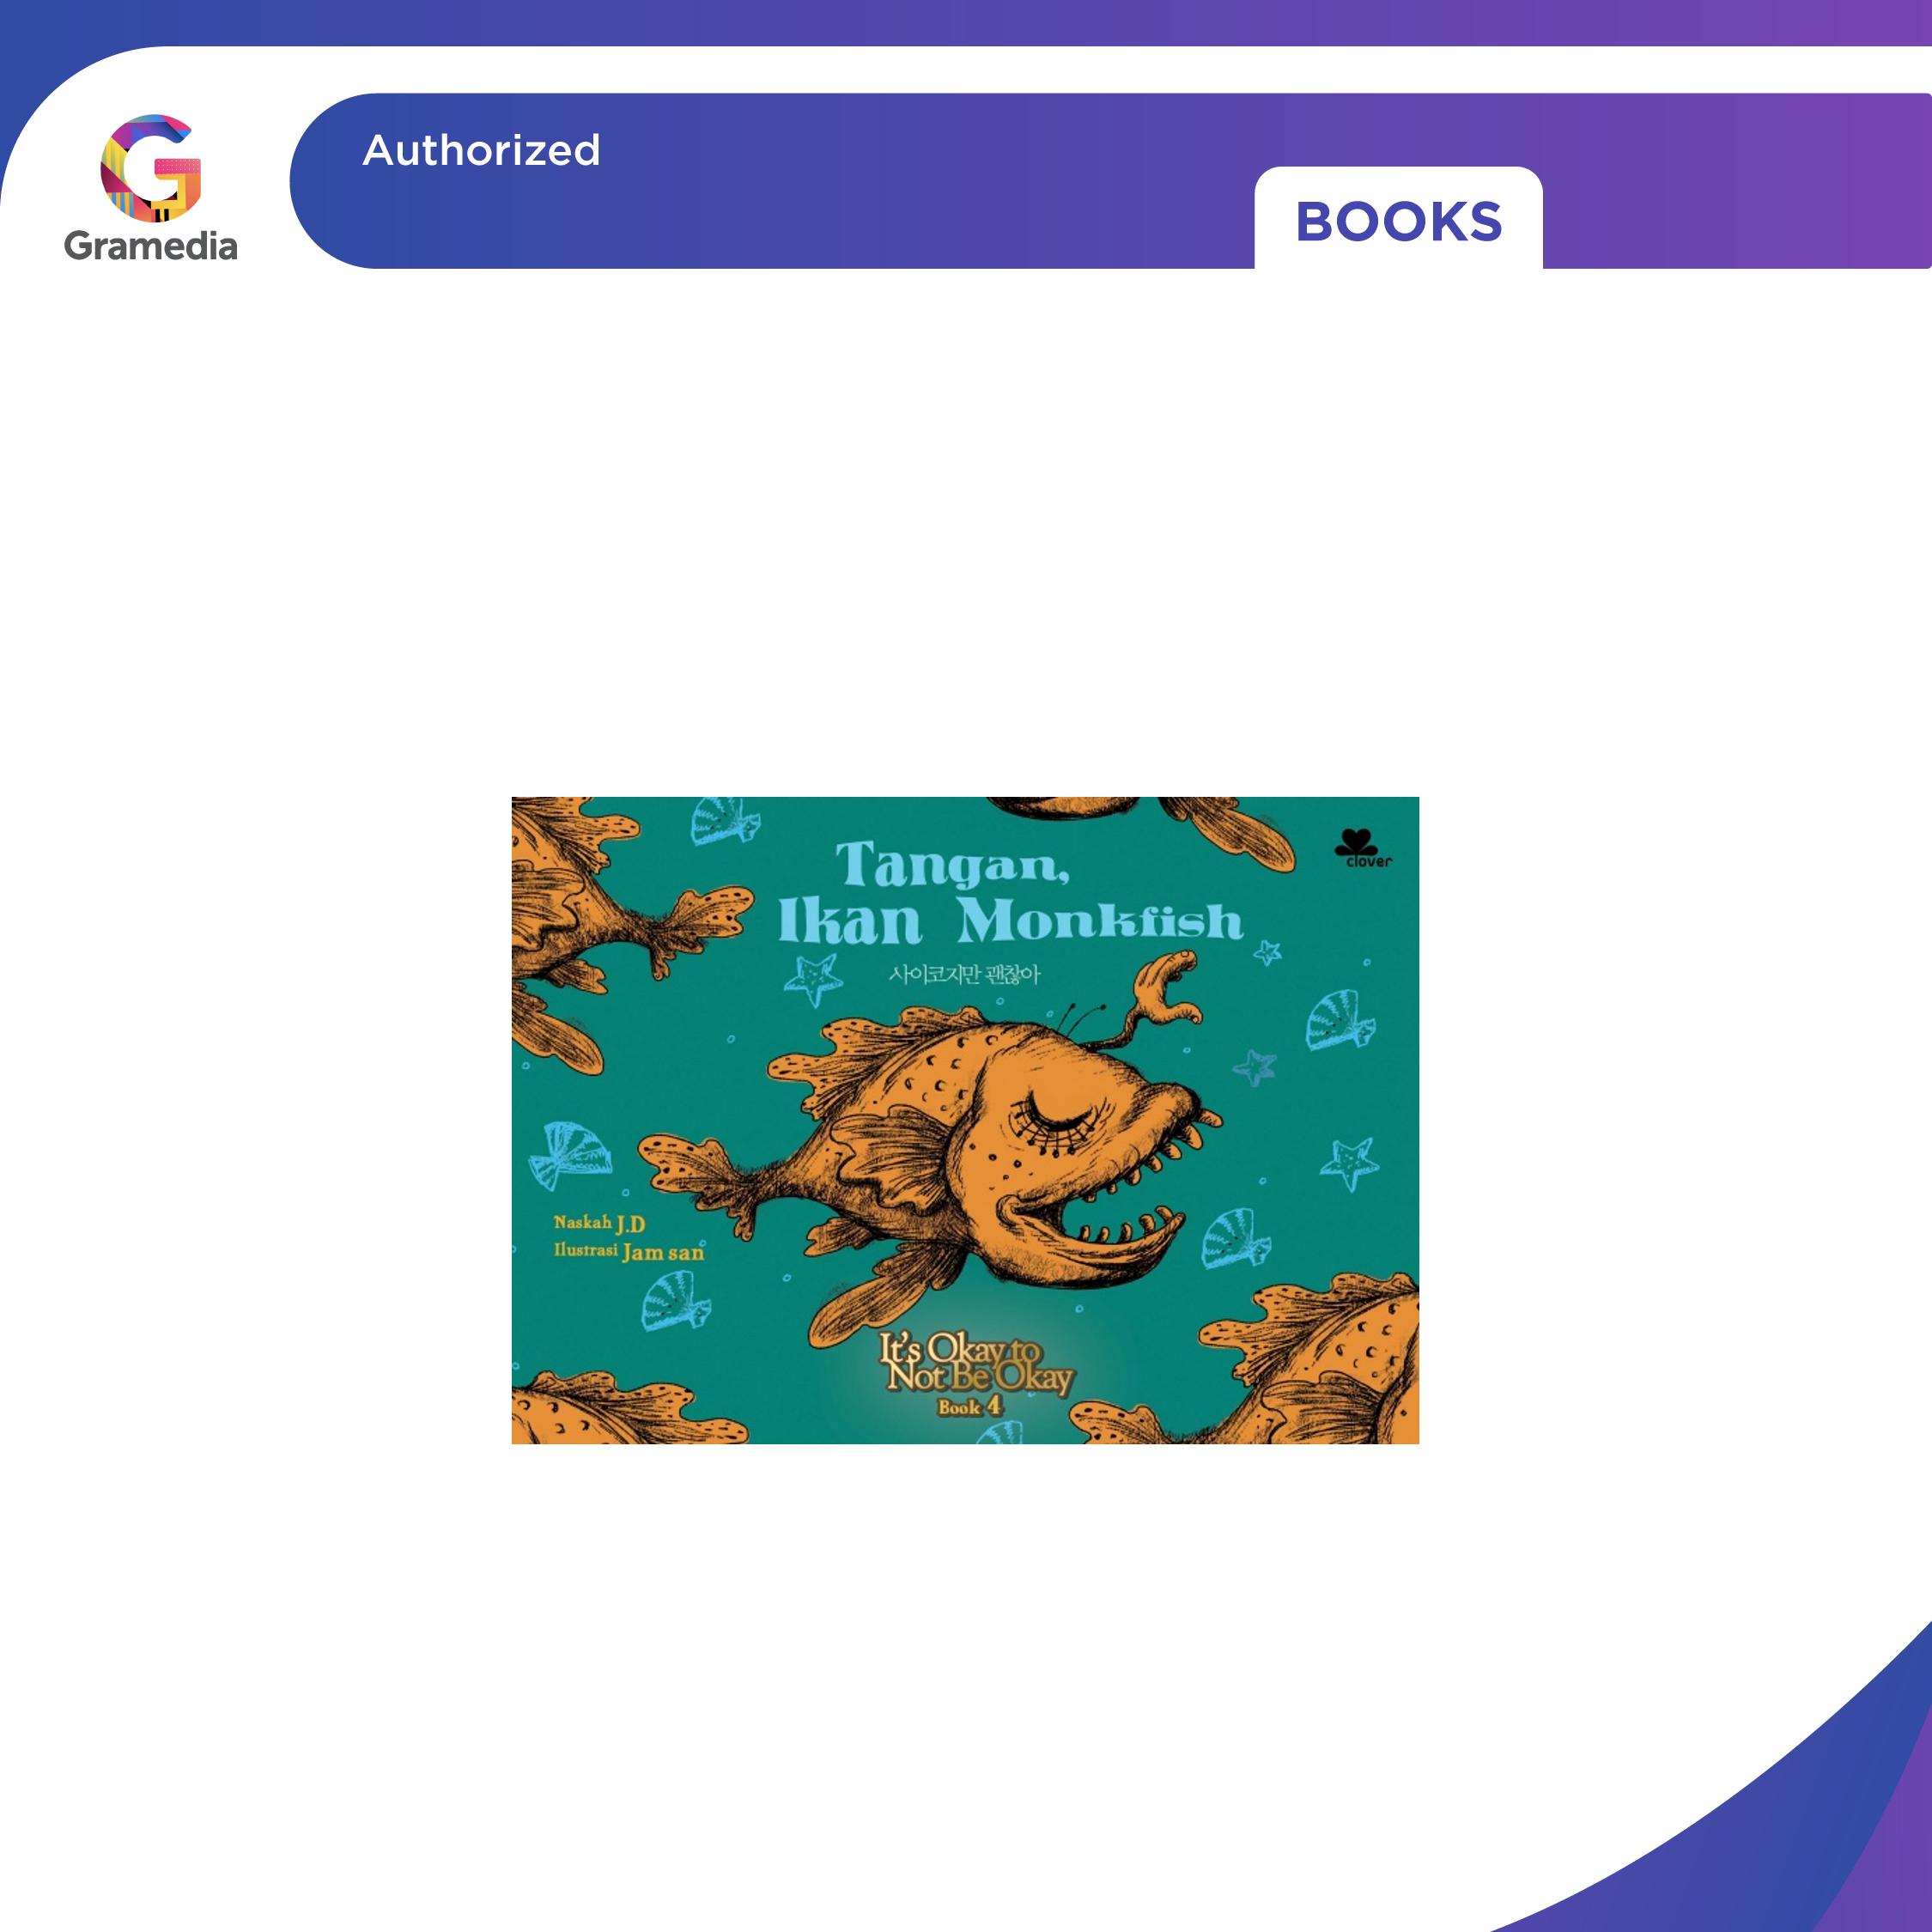 Gramedia
Authorized
BOOKS
clover
Tangan,
Ikan Monkfish
사이코지만 괜찮아
Naskah J.D
Ilustrasi Jam san
It's Okay to
Not Be Okay
Book 4